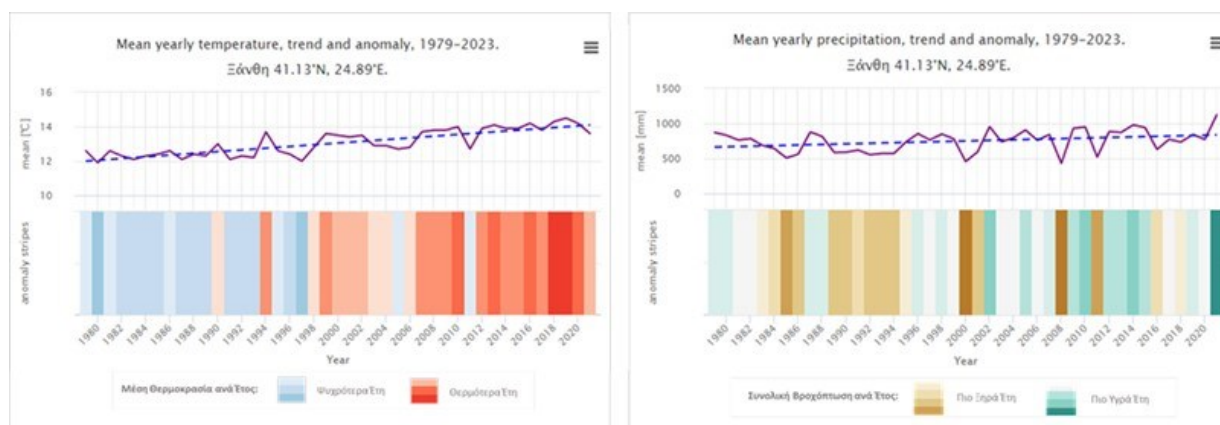 Mean yearly temperature, trend and anomaly, 1979-2023.
Ξάνθη 41.13°N, 24.89°E.
16
14
12
10
mean [°C]
anomaly stripes
1980 1982 1984 1986 1988 1990 1992 1994 1996 1998 2000 2002 2004 2006 2008 2010 2012 2014 2016 2018 2020
Year
Μέση Θερμοκρασία ανά Έτος: Ψυχρότερα Έτη Θερμότερα Έτη
Mean yearly precipitation, trend and anomaly, 1979-2023.
Ξάνθη 41.13°N, 24.89°E.
1500
1000
500
0
mean [mm]
anomaly stripes
1980 1982 1984 1986 1988 1990 1992 1994 1996 1998 2000 2002 2004 2006 2008 2010 2012 2014 2016 2018 2020
Year
Συνολική Βροχόπτωση ανά Έτος: Πιο Ξηρά Έτη Πιο Υγρά Έτη